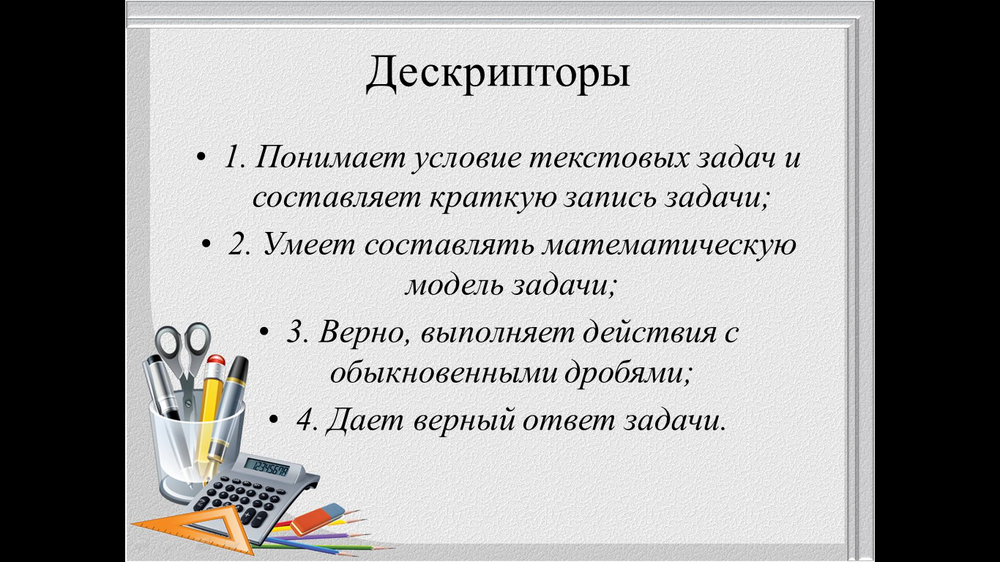 Дескрипторы
• 1. Понимает условие текстовых задач и
составляет краткую запись задачи;
• 2. Умеет составлять математическую
модель задачи;
• 3. Верно, выполняет действия с
обыкновенными дробями;
• 4. Дает верный ответ задачи.
12345678